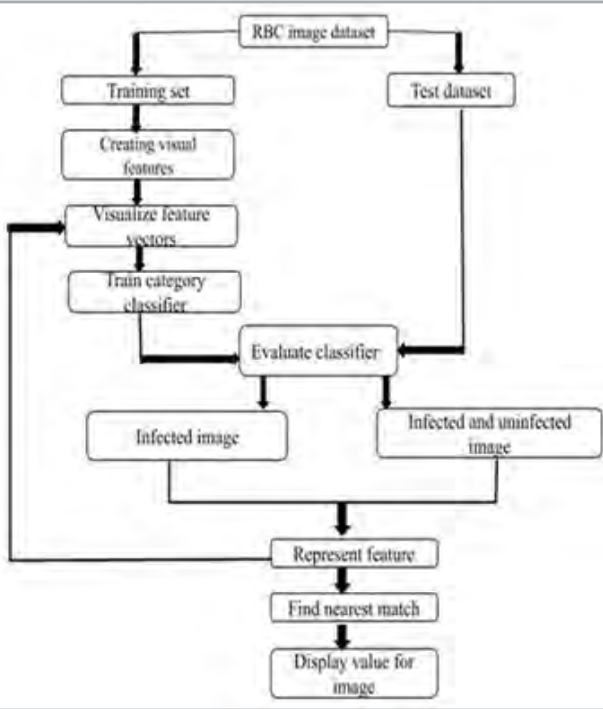 RBC image dataset
Training set
Test dataset
Creating visual
features
Visualize feature
vectors
Train category
classifier
Evaluate classifier
Infected image
Infected and uninfected
image
Represent feature
Find nearest match
Display value for
image